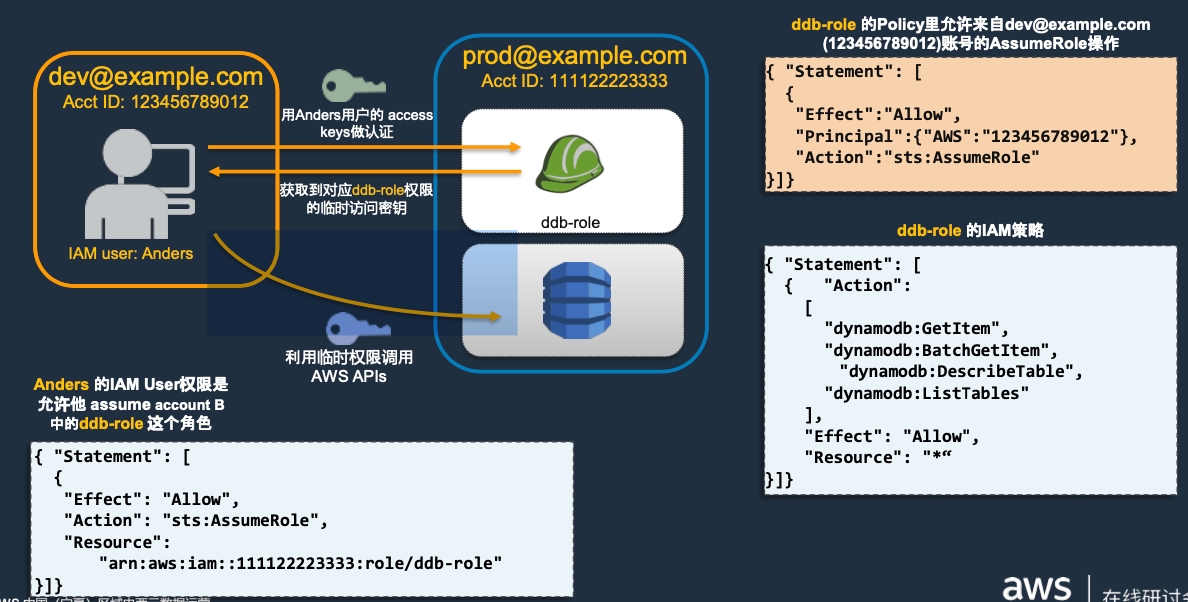 dev@example.com
Acct ID: 123456789012
IAM user: Anders
用Anders用户的 access
keys做认证
获取到对应ddb-role权限
的临时访问密钥
利用临时权限调用
AWS APIs
prod@example.com
Acct ID: 111122223333
ddb-role
Anders 的IAM User权限是
允许他 assume account B
中的ddb-role 这个角色
{ "Statement": [
{
"Effect": "Allow",
"Action": "sts:AssumeRole",
"Resource":
"arn:aws:iam::111122223333:role/ddb-role"
}]}
ddb-role 的Policy里允许来自dev@example.com
(123456789012)账号的AssumeRole操作
{ "Statement": [
{
"Effect":"Allow",
"Principal":{"AWS":"123456789012"},
"Action":"sts:AssumeRole"
}]}
ddb-role 的IAM策略
{ "Statement": [
{ "Action":
[
"dynamodb:GetItem",
"dynamodb:BatchGetItem",
"dynamodb:DescribeTable",
"dynamodb:ListTables"
],
"Effect": "Allow",
"Resource": "*“
}]}
aws
在线研讨会